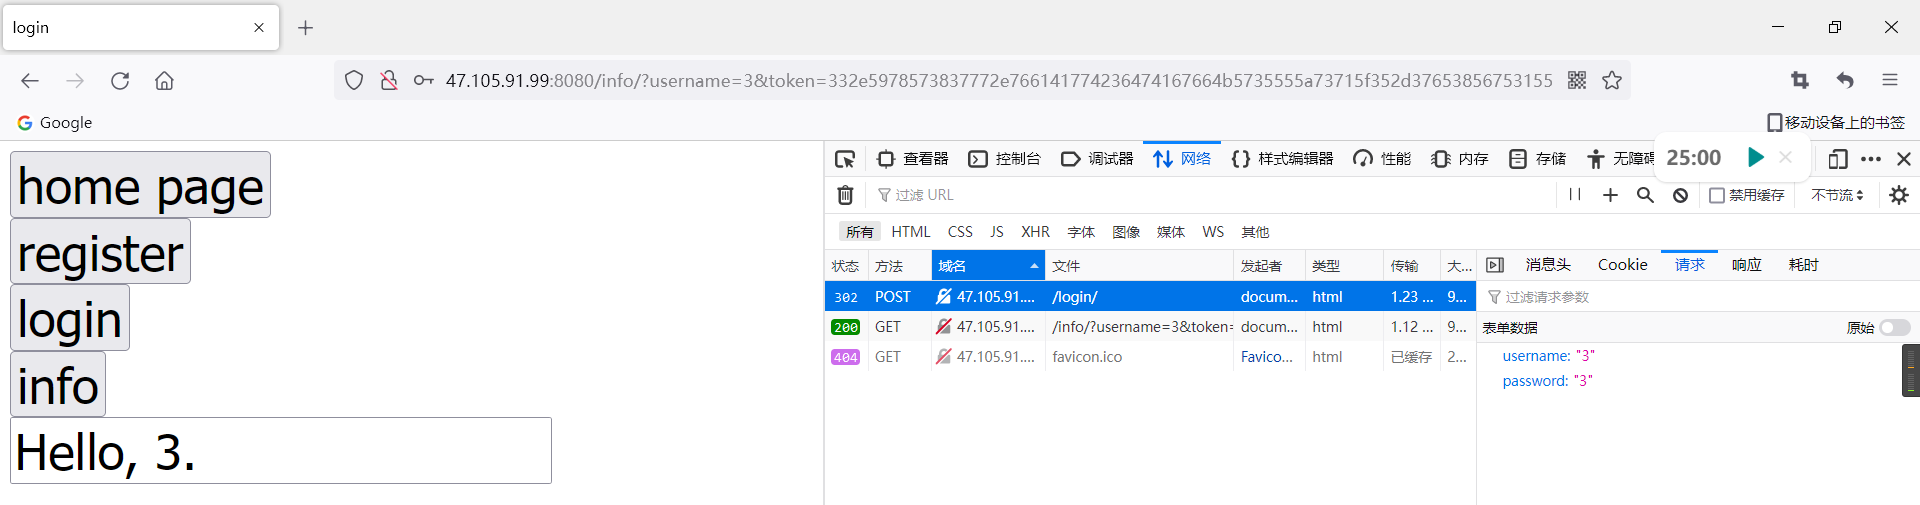 login
47.105.91.99:8080/info/?username=3&token=332e5978573837772e766141774236474167664b5735555a73715f352d37653856753155
Google
移动设备上的书签
home page
register
login
info
Hello, 3.
查看器 控制台 调试器 网络 样式编辑器 性能 内存 存储 无障碍
25:00
过滤 URL
禁用缓存 不节流
所有 HTML CSS JS XHR 字体 图像 媒体 WS 其他
状态 方法 域名 文件 发起者 类型 传输 大...
302 POST 47.105.91.... /login/ docum... html 1.23 ... 9...
200 GET 47.105.91.... /info/?username=3&token= docum... html 1.12 ... 9...
404 GET 47.105.91.... favicon.ico Favico... html 已缓存 2...
消息头 Cookie 请求 响应 耗时
过滤请求参数
表单数据 原始
username: "3"
password: "3"